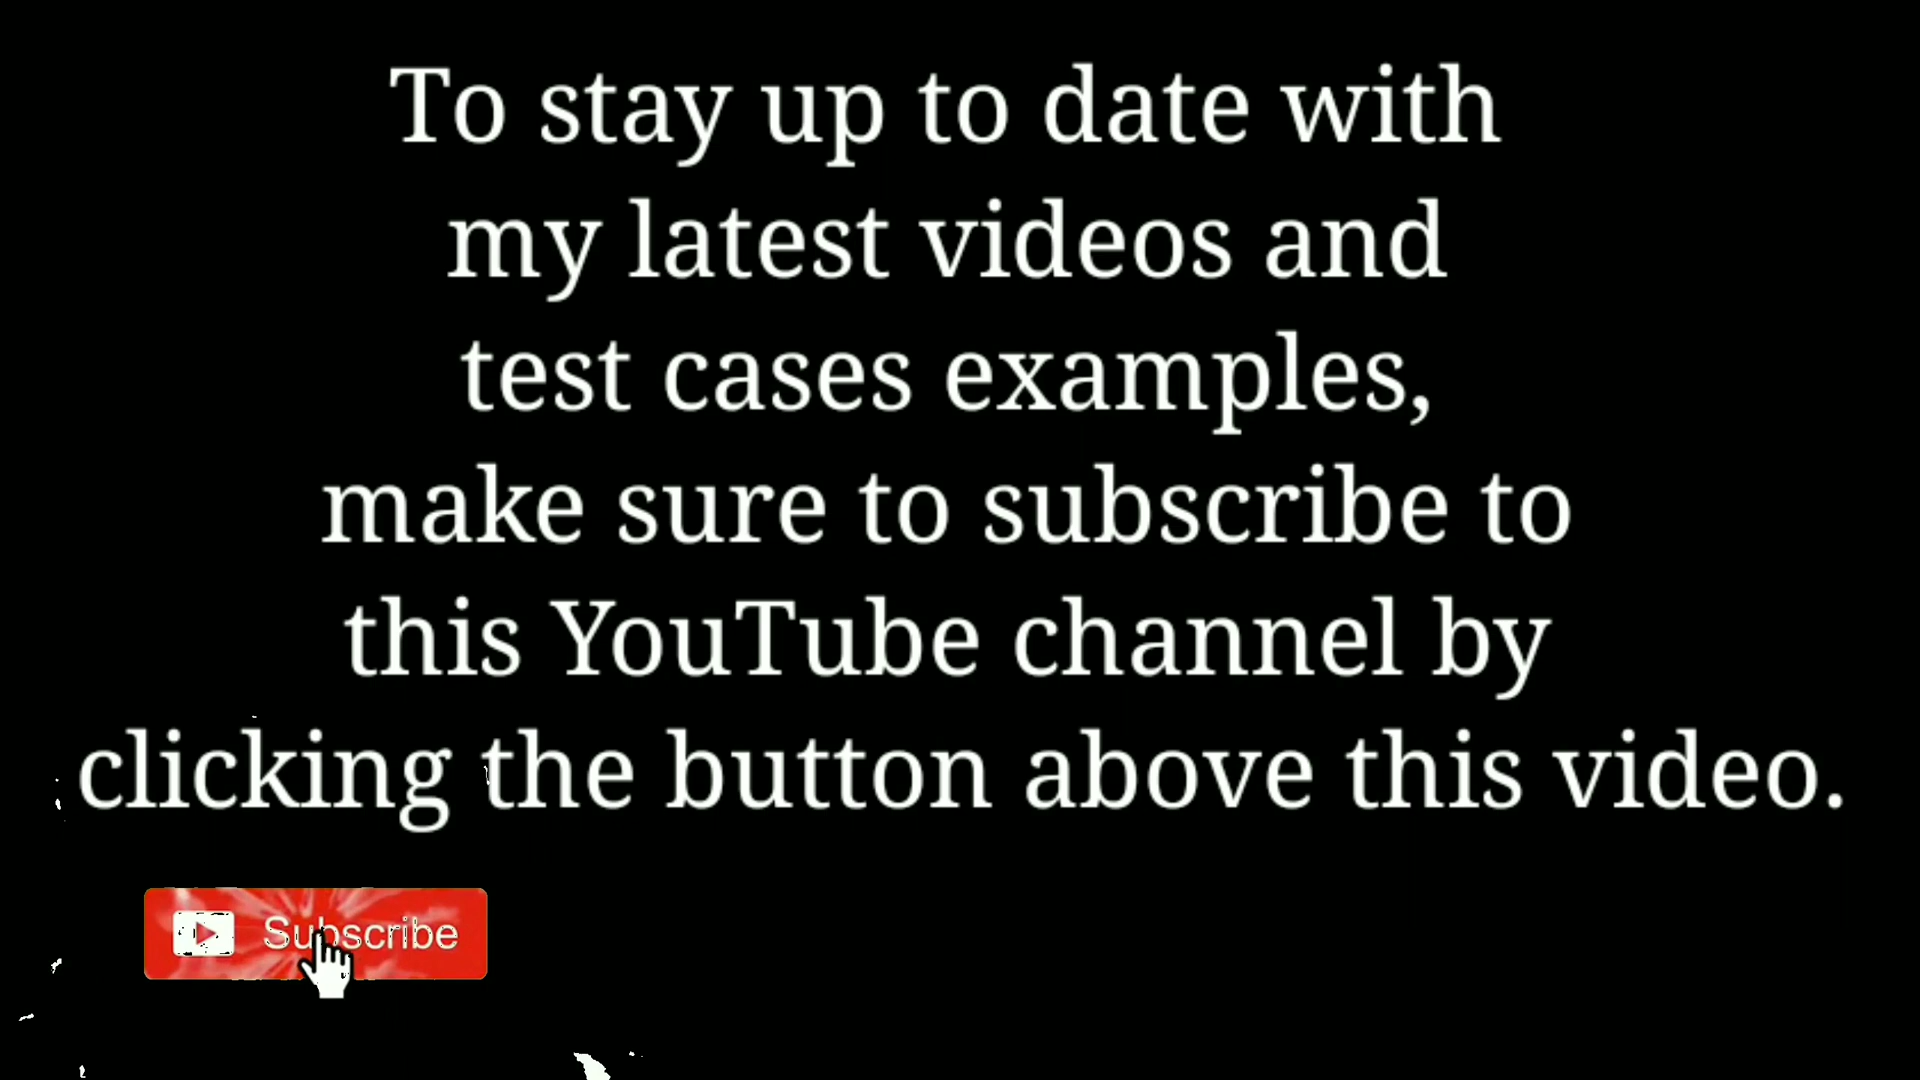 To stay up to date with
my latest videos and
test cases examples,
make sure to subscribe to
this YouTube channel by
clicking the button above this video.
Subscribe